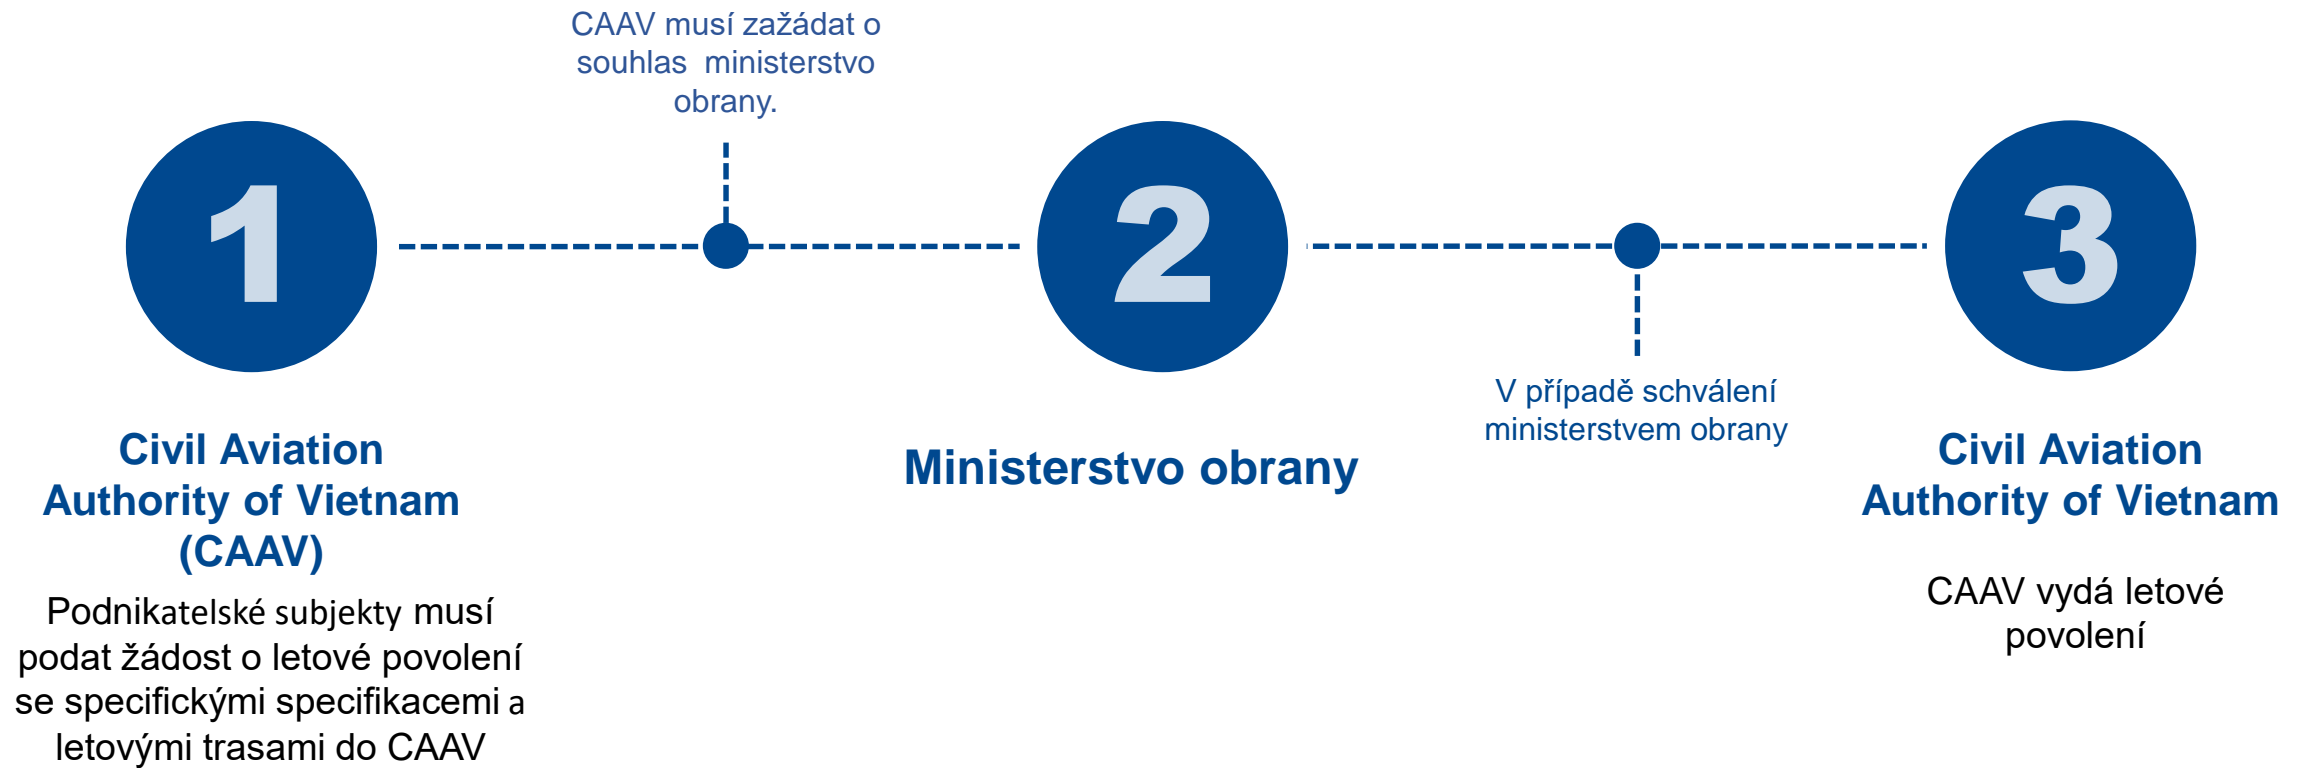 CAAV musí zažádat o
souhlas  ministerstvo
obrany.
1
2
3
V případě schválení
ministerstvem obrany
Civil Aviation
Authority of Vietnam
(CAAV)
Podnikatelské subjekty musí
podat žádost o letové povolení
se specifickými specifikacemi a
letovými trasami do CAAV
Ministerstvo obrany
Civil Aviation
Authority of Vietnam
CAAV vydá letové
povolení